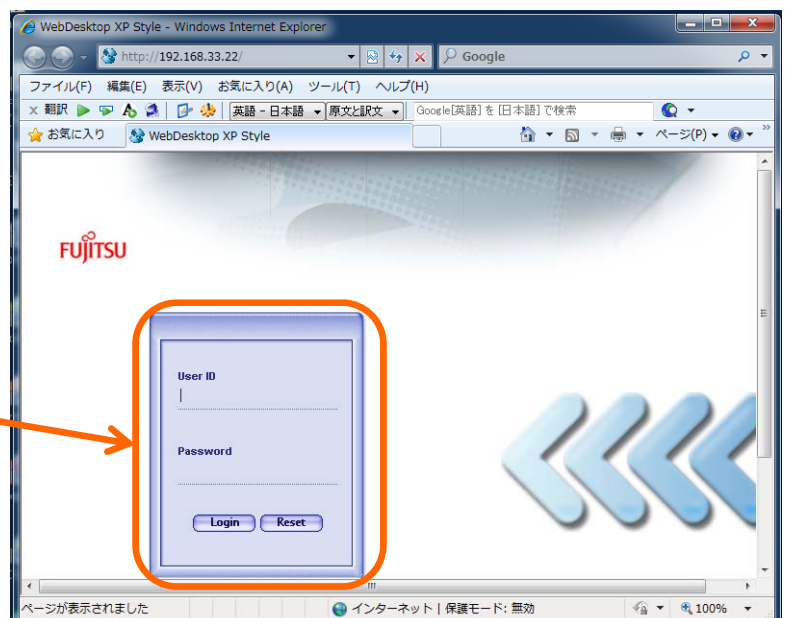 WebDesktop XP Style - Windows Internet Explorer
http://192.168.33.22/ Google
ファイル(F) 編集(E) 表示(V) お気に入り(A) ツール(T) ヘルプ(H)
x 翻訳 英語 - 日本語 原文と訳文 Google[英語] を [日本語] で検索
お気に入り WebDesktop XP Style ページ(P) »
FUJITSU
User ID
Password
Login Reset
ページが表示されました インターネット | 保護モード: 無効 100%